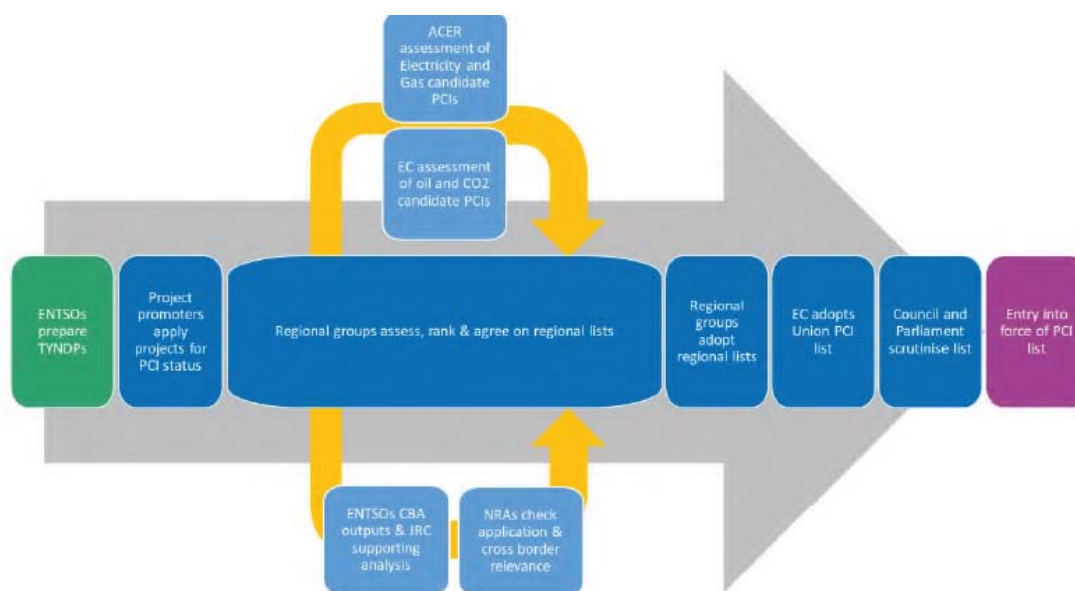 ACER
assessment of
Electricity and
Gas candidate
PCIs
EC assessment
of oil and CO2
candidate PCIs
ENTSOs
prepare
TYNDPs
Project
promoters
apply
projects for
PCI status
Regional groups assess, rank & agree on regional lists
Regional
groups
adopt
regional lists
EC adopts
Union PCI
list
Council and
Parliament
scrutinise list
Entry into
force of PCI
list
ENTSOs CBA
outputs & JRC
supporting
analysis
NRAs check
application &
cross border
relevance